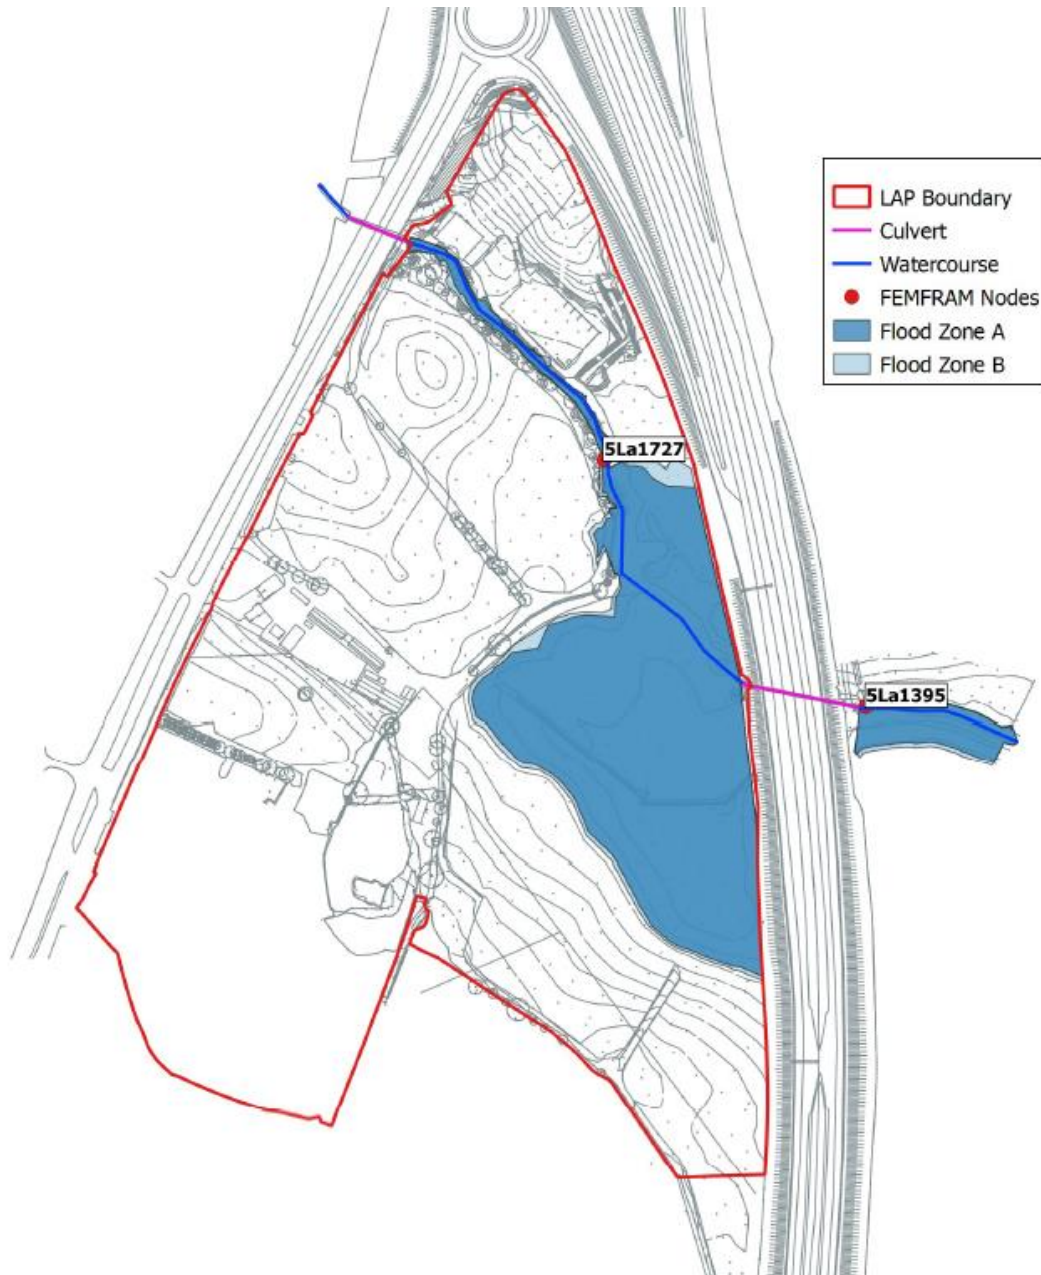 LAP Boundary
Culvert
Watercourse
FEMFRAM Nodes
Flood Zone A
Flood Zone B
5La1727
5La1395